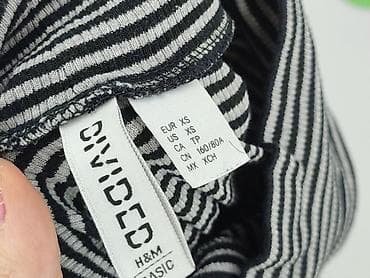 DIVIDED
H&M
BASIC
EUR XS
US XS
CA TP
CN 160/80A
MX XCH